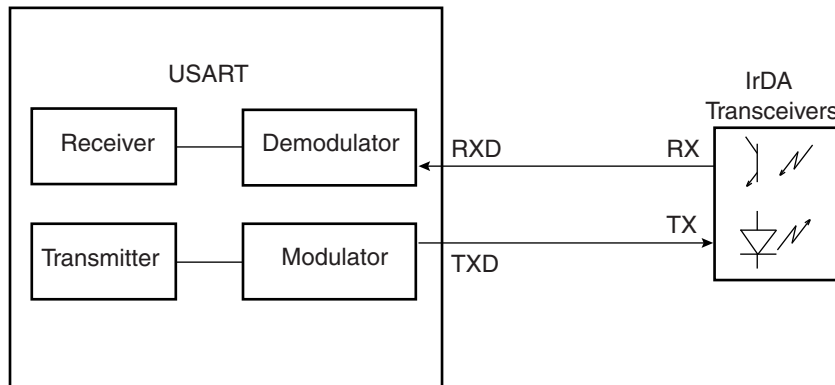 USART
IrDA
Transceivers
Receiver
Demodulator
RXD
RX
Transmitter
Modulator
TXD
TX